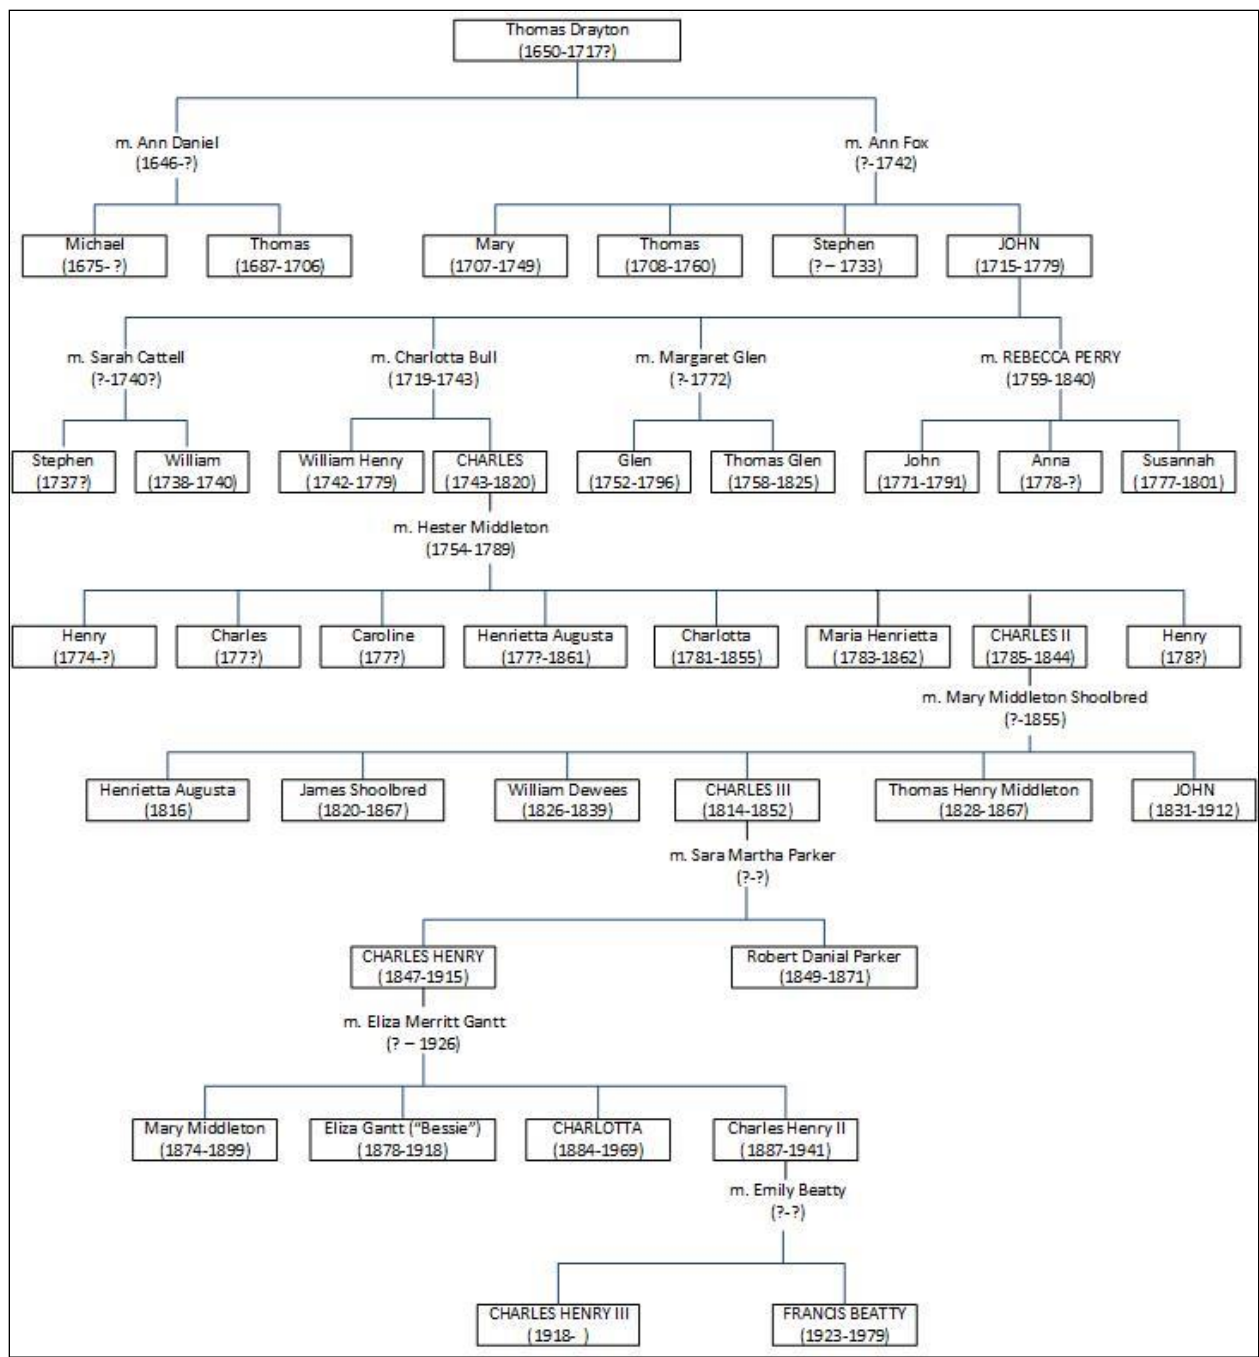 Thomas Drayton
(1650-1717?)
m. Ann Daniel
(1646-?)
m. Ann Fox
(?-1742)
Michael
(1675- ?)
Thomas
(1687-1706)
Mary
(1707-1749)
Thomas
(1708-1760)
Stephen
(? – 1733)
JOHN
(1715-1779)
m. Sarah Cattell
(?-1740?)
m. Charlotta Bull
(1719-1743)
m. Margaret Glen
(?-1772)
m. REBECCA PERRY
(1759-1840)
Stephen
(1737?)
William
(1738-1740)
William Henry
(1742-1779)
CHARLES
(1743-1820)
Glen
(1752-1796)
Thomas Glen
(1758-1825)
John
(1771-1791)
Anna
(1778-?)
Susannah
(1777-1801)
m. Hester Middleton
(1754-1789)
Henry
(1774-?)
Charles
(177?)
Caroline
(177?)
Henrietta Augusta
(177?-1861)
Charlotta
(1781-1855)
Maria Henrietta
(1783-1862)
CHARLES II
(1785-1844)
Henry
(178?)
m. Mary Middleton Shoolbred
(?-1855)
Henrietta Augusta
(1816)
James Shoolbred
(1820-1867)
William Dewees
(1826-1839)
CHARLES III
(1814-1852)
Thomas Henry Middleton
(1828-1867)
JOHN
(1831-1912)
m. Sara Martha Parker
(?-?)
CHARLES HENRY
(1847-1915)
Robert Danial Parker
(1849-1871)
m. Eliza Merritt Gantt
(? – 1926)
Mary Middleton
(1874-1899)
Eliza Gantt (“Bessie”)
(1878-1918)
CHARLOTTA
(1884-1969)
Charles Henry II
(1887-1941)
m. Emily Beatty
(?-?)
CHARLES HENRY III
(1918- )
FRANCIS BEATTY
(1923-1979)